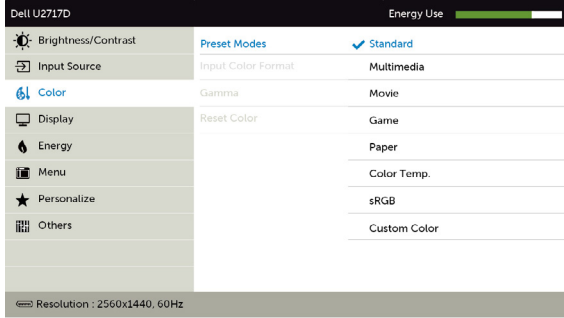 Dell U2717D Energy Use
Brightness/Contrast Preset Modes Standard
Input Source Input Color Format Multimedia
Color Gamma Movie
Display Reset Color Game
Energy Paper
Menu Color Temp.
Personalize sRGB
Others Custom Color
Resolution : 2560x1440, 60Hz